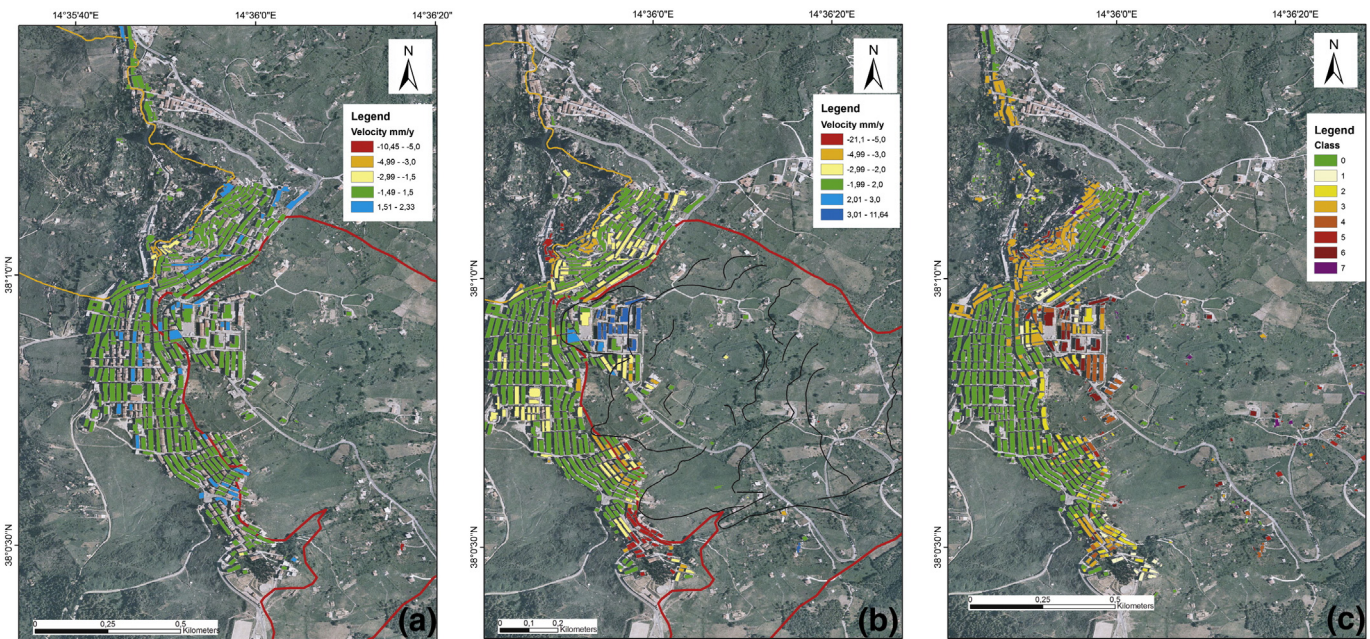 14°35'40"E
14°36'0"E
14°36'20"E
38°1'0"N
38°0'30"N
N
Legend
Velocity mm/y
-10,45 - -5,0
-4,99 - -3,0
-2,99 - -1,5
-1,49 - 1,5
1,51 - 2,33
0
0,25
0,5
Kilometers
(a)
14°36'0"E
14°36'20"E
38°1'0"N
38°0'30"N
N
Legend
Velocity mm/y
-21,1 - -5,0
-4,99 - -3,0
-2,99 - -2,0
-1,99 - 2,0
2,01 - 3,0
3,01 - 11,64
0
0,1
0,2
Kilometers
(b)
14°36'0"E
14°36'20"E
38°1'0"N
38°0'30"N
N
Legend
Class
0
1
2
3
4
5
6
7
0
0,25
0,5
Kilometers
(c)